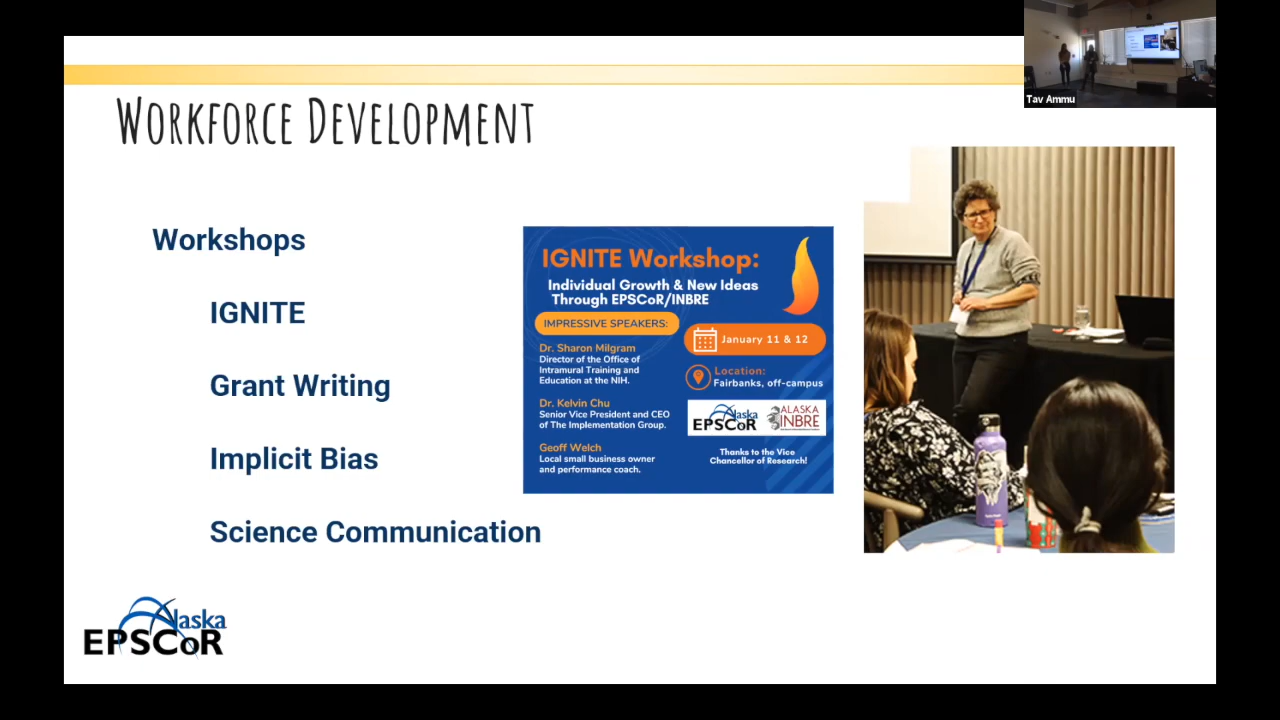 Tav Ammu
Workforce Development
Workshops
IGNITE
Grant Writing
Implicit Bias
Science Communication
IGNITE Workshop:
Individual Growth & New Ideas
Through EPSCoR/INBRE
IMPRESSIVE SPEAKERS:
Dr. Sharon Milgram
Director of the Office of
Intramural Training and
Education at the NIH.
Dr. Kelvin Chu
Senior Vice President and CEO
of The Implementation Group.
Geoff Welch
Local small business owner
and performance coach.
January 11 & 12
Location:
Fairbanks, off-campus
Alaska
EPSCoR
ALASKA
INBRE
Thanks to the Vice
Chancellor of Research!
Alaska
EPSCoR